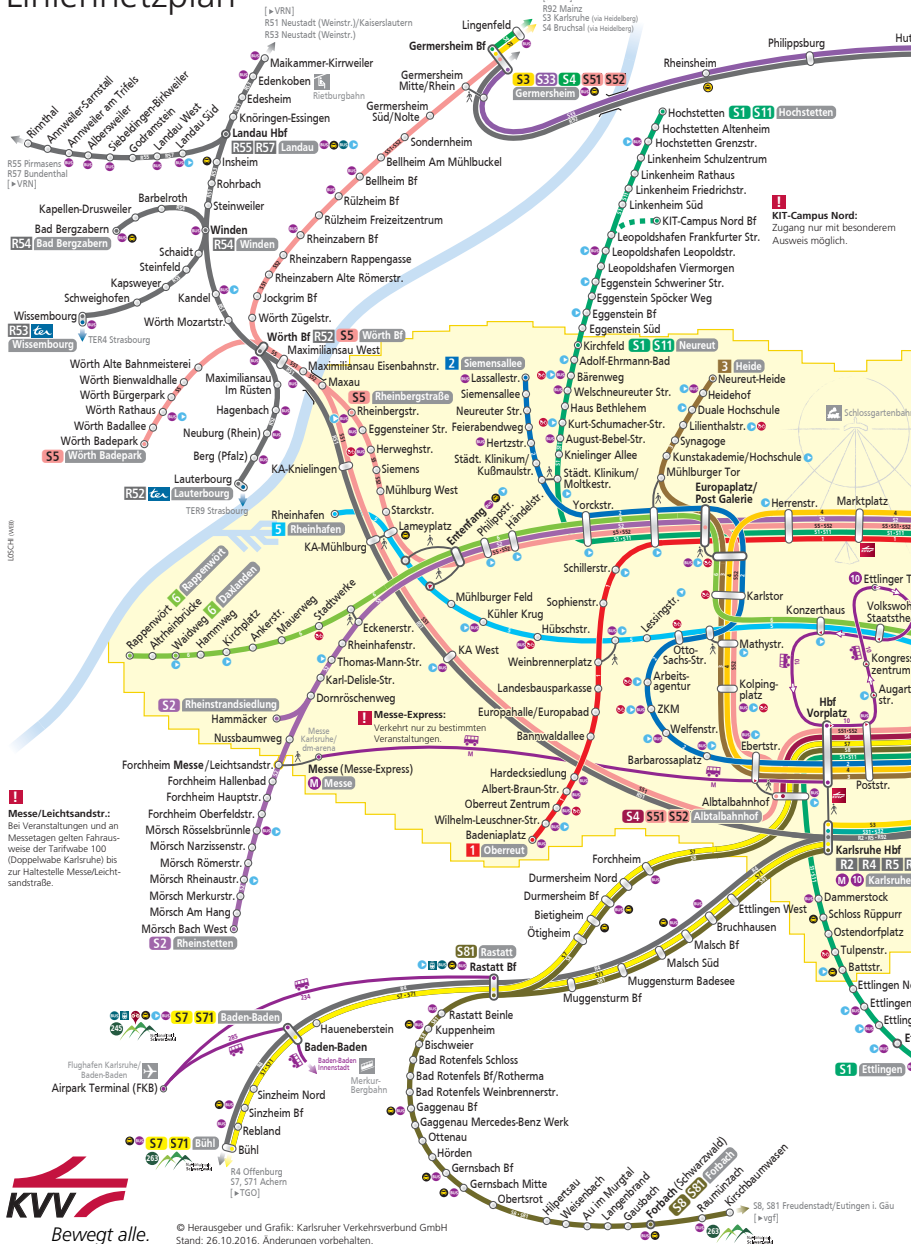 Liniennetzplan
[►VRN]
R51 Neustadt (Weinstr.)/Kaiserslautern
R53 Neustadt (Weinstr.)
Maikammer-Kirrweiler
Edenkoben
Rietburgbahn
Edesheim
Knöringen-Essingen
Landau Hbf
R55 R57 Landau
Rinnthal
Annweiler-Sarnstall
Annweiler am Trifels
Albersweiler
Siebeldingen-Birkweiler
Godramstein
Landau West
Landau Süd
R55 Pirmasens
R57 Bundenthal
[►VRN]
Insheim
Rohrbach
Steinweiler
Barbelroth
Kapellen-Drusweiler
Bad Bergzabern
R54 Bad Bergzabern
Winden
R54 Winden
Schaidt
Steinfeld
Kapsweyer
Schweighofen
Wissembourg
R53 ter
Wissembourg
TER4 Strasbourg
Kandel
Wörth Mozartstr.
Lingenfeld
Germersheim Bf
R92 Mainz
S3 Karlsruhe (via Heidelberg)
S4 Bruchsal (via Heidelberg)
S3 S33 S4 S51 S52
Germersheim
Germersheim
Mitte/Rhein
Germersheim
Süd/Nolte
Sondernheim
Bellheim Am Mühlbuckel
Bellheim Bf
Rülzheim Bf
Rülzheim Freizeitzentrum
Rheinzabern Bf
Rheinzabern Rappengasse
Rheinzabern Alte Römerstr.
Jockgrim Bf
Wörth Zügelstr.
Wörth Bf R52 S5 Wörth Bf
Maximiliansau West
Maximiliansau Eisenbahnstr.
Maxau
Philippsburg
Rheinsheim
Hut
Hochstetten S1 S11 Hochstetten
Hochstetten Altenheim
Hochstetten Grenzstr.
Linkenheim Schulzentrum
Linkenheim Rathaus
Linkenheim Friedrichstr.
Linkenheim Süd
KIT-Campus Nord Bf
Leopoldshafen Frankfurter Str.
Leopoldshafen Leopoldstr.
Leopoldshafen Viermorgen
Eggenstein Schweriner Str.
Eggenstein Spöcker Weg
Eggenstein Bf
Eggenstein Süd
Kirchfeld S1 S11 Neureut
Adolf-Ehrmann-Bad
Bärenweg
Welschneureuter Str.
Haus Bethlehem
Kurt-Schumacher-Str.
August-Bebel-Str.
Knielinger Allee
Städt. Klinikum/
Moltkestr.
!
KIT-Campus Nord:
Zugang nur mit besonderem
Ausweis möglich.
3 Heide
Neureut-Heide
Heidehof
Duale Hochschule
Lilienthalstr.
Synagoge
Kunstakademie/Hochschule
Mühlburger Tor
Schlossgartenbahn
2 Siemensallee
Lassallestr.
Siemensallee
Neureuter Str.
Feierabendweg
Hertzstr.
Städt. Klinikum/
Kußmaulstr.
Wörth Alte Bahnmeisterei
Wörth Bienwaldhalle
Wörth Bürgerpark
Wörth Rathaus
Wörth Badallee
Wörth Badepark
S5 Wörth Badepark
Maximiliansau
Im Rüsten
Hagenbach
Neuburg (Rhein)
Berg (Pfalz)
Lauterbourg
R52 ter Lauterbourg
TER9 Strasbourg
S5 Rheinbergstraße
Rheinbergstr.
Eggensteiner Str.
Herweghstr.
Siemens
Mühlburg West
Starckstr.
Lameyplatz
KA-Knielingen
Rheinhafen
5 Rheinhafen
KA-Mühlburg
Entenfang
Philippstr.
Händelstr.
Yorckstr.
Europaplatz/
Post Galerie
Herrenstr.
Marktplatz
Schillerstr.
Sophienstr.
Karlstor
Lessingstr.
Konzerthaus
10 Ettlinger T
Volkswoh
Staatsthe
Kongress
zentrum
Augart
str.
Rappenwört 6 Rappenwört
Altrheinbrücke
Waidweg 6 Daxlanden
Hammweg
Kirchplatz
Ankerstr.
Mauerweg
Stadtwerke
Eckenerstr.
Rheinhafenstr.
Thomas-Mann-Str.
Karl-Delisle-Str.
Dornröschenweg
S2 Rheinstrandsiedlung
Hammäcker
Nussbaumweg
Mühlburger Feld
Kühler Krug
Hübschstr.
KA West
Weinbrennerplatz
Landesbausparkasse
Europahalle/Europabad
Bannwaldallee
Hardecksiedlung
Albert-Braun-Str.
Oberreut Zentrum
Wilhelm-Leuschner-Str.
Badeniaplatz
1 Oberreut
Otto-
Sachs-Str.
Mathystr.
Arbeits-
agentur
ZKM
Welfenstr.
Barbarossaplatz
Kolping-
platz
Ebertstr.
Hbf
Vorplatz
Poststr.
Albtalbahnhof
S4 S51 S52 Albtalbahnhof
Karlsruhe Hbf
R2 R4 R5 R
M 10 Karlsruhe
! Messe-Express:
Verkehrt nur zu bestimmten
Veranstaltungen.
Messe
Karlsruhe/
dm-arena
Messe (Messe-Express)
M Messe
Forchheim Messe/Leichtsandstr.
Forchheim Hallenbad
Forchheim Hauptstr.
Forchheim Oberfeldstr.
Mörsch Rösselsbrünnle
Mörsch Narzissenstr.
Mörsch Römerstr.
Mörsch Rheinaustr.
Mörsch Merkurstr.
Mörsch Am Hang
Mörsch Bach West
S2 Rheinstetten
!
Messe/Leichtsandstr.:
Bei Veranstaltungen und an
Messetagen gelten Fahraus-
weise der Tarifwabe 100
(Doppelwabe Karlsruhe) bis
zur Haltestelle Messe/Leicht-
sandstraße.
Forchheim
Durmersheim Nord
Durmersheim Bf
Bietigheim
Ötigheim
Ettlingen West
Bruchhausen
Malsch Bf
Malsch Süd
Muggensturm Badesee
Muggensturm Bf
Dammerstock
Schloss Rüppurr
Ostendorfplatz
Tulpenstr.
Battstr.
Ettlingen Ne
Ettlingen
Ettling
S1 Ettlingen
S81 Rastatt
Rastatt Bf
234
285
245
S7 S71 Baden-Baden
Haueneberstein
Baden-Baden
Baden-Baden
Innenstadt
Merkur-
Bergbahn
Flughafen Karlsruhe/
Baden-Baden
Airpark Terminal (FKB)
Sinzheim Nord
Sinzheim Bf
Rebland
Bühl
S7 S71 Bühl
263
R4 Offenburg
S7, S71 Achern
[►TGO]
Rastatt Beinle
Kuppenheim
Bischweier
Bad Rotenfels Schloss
Bad Rotenfels Bf/Rotherma
Bad Rotenfels Weinbrennerstr.
Gaggenau Bf
Gaggenau Mercedes-Benz Werk
Ottenau
Hörden
Gernsbach Bf
Gernsbach Mitte
Obertsrot
Hilpertsau
Weisenbach
Au im Murgtal
Langenbrand
Gausbach
Forbach (Schwarzwald)
S8 S81 Forbach
Raumünzach
Kirschbaumwasen
263
S8, S81 Freudenstadt/Eutingen i. Gäu
[►vgf]
KVV
Bewegt alle.
© Herausgeber und Grafik: Karlsruher Verkehrsverbund GmbH
Stand: 26.10.2016. Änderungen vorbehalten.